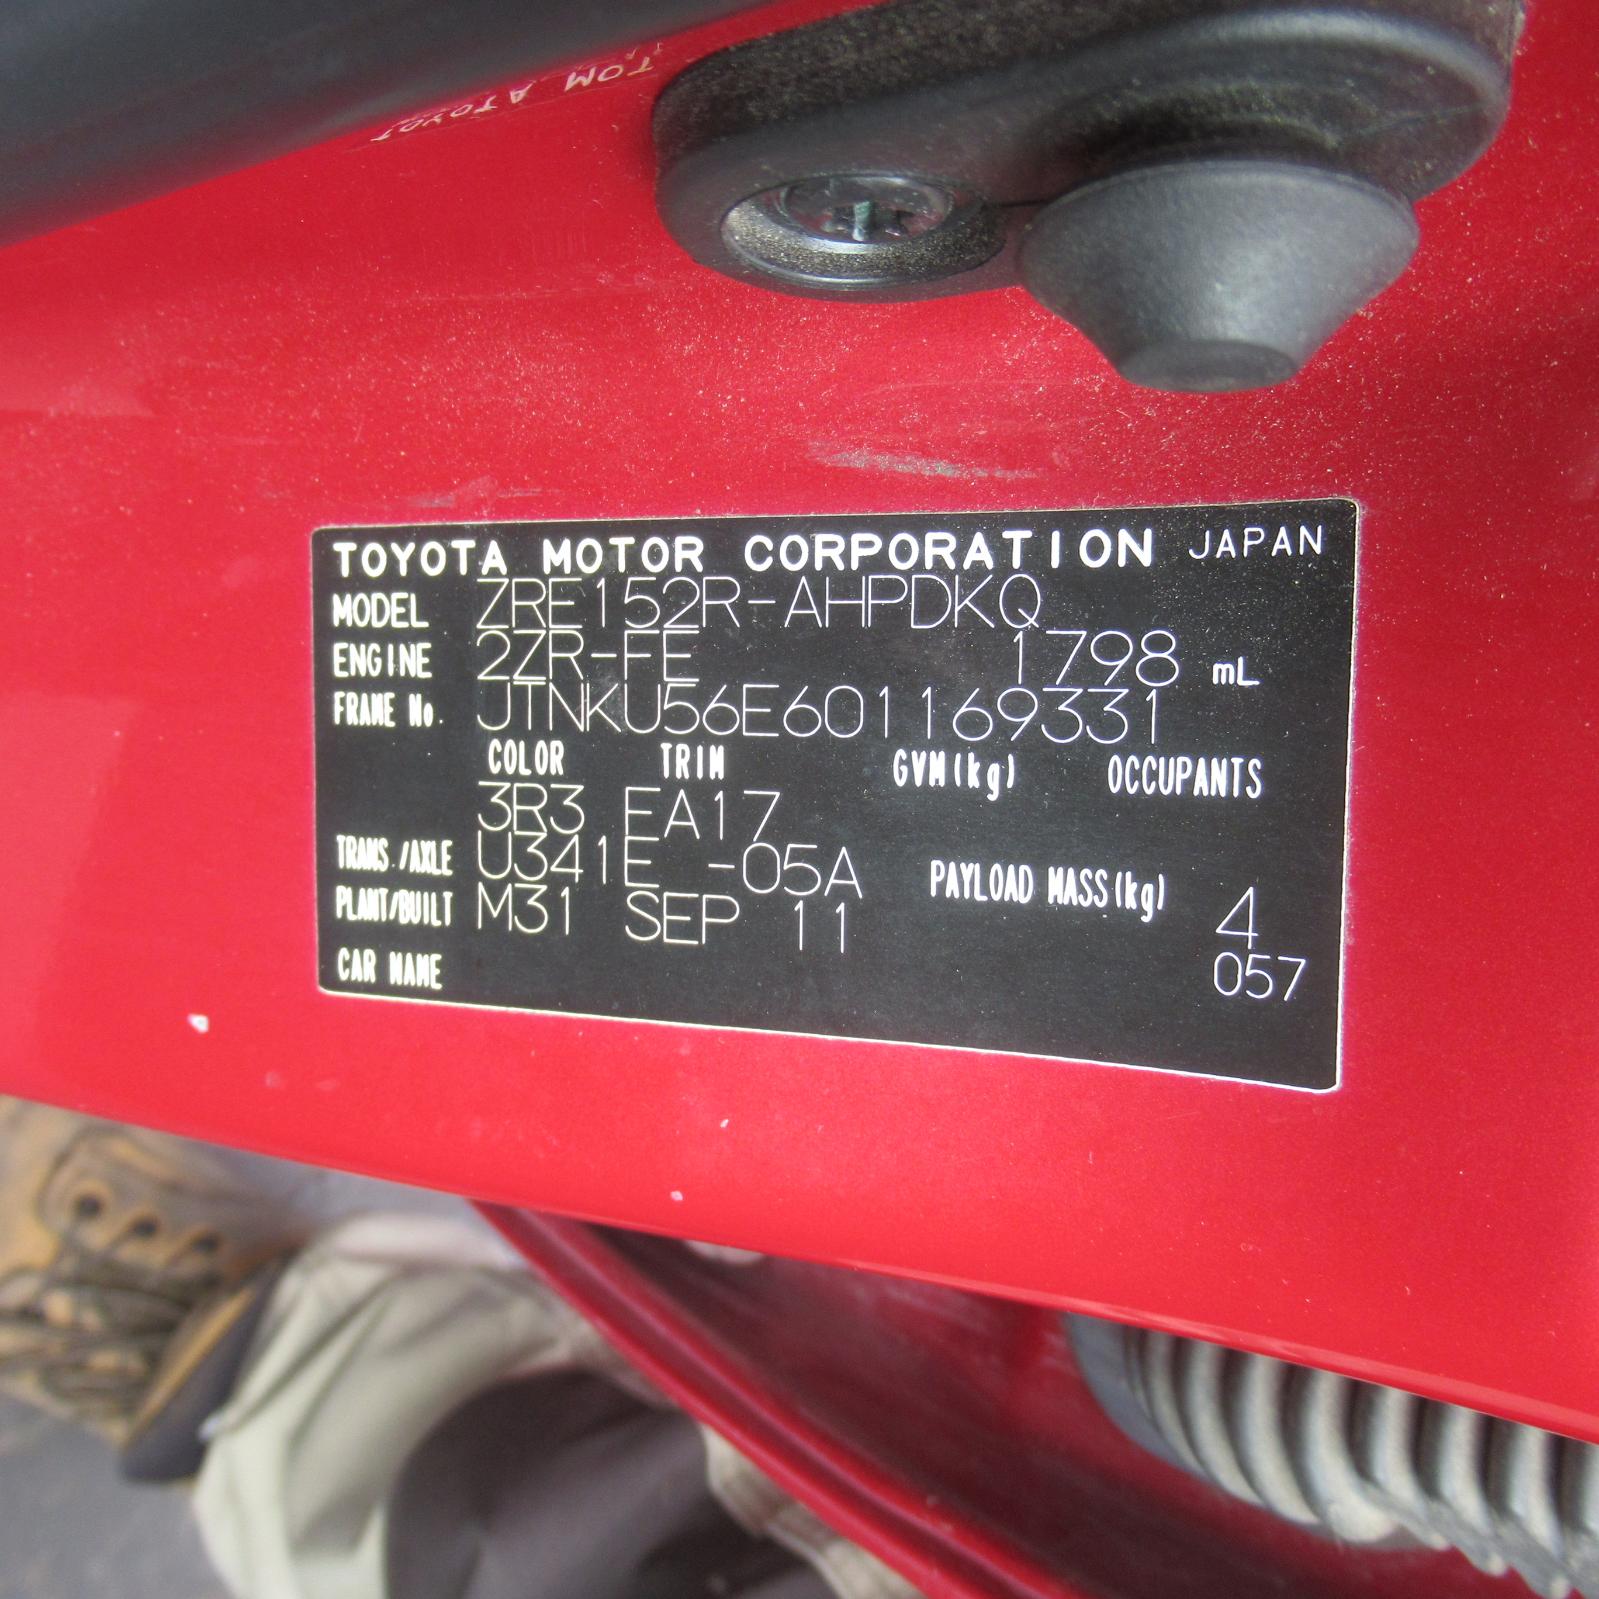 TOYOTA MOTOR CORPORATION JAPAN
MODEL ZRE152R-AHPDKQ
ENGINE 2ZR-FE 1798 mL
FRAME No. JTNKU56E601169331
COLOR TRIM GVM(kg) OCCUPANTS
3R3 EA17
TRANS./AXLE U341E -05A PAYLOAD MASS(kg)
PLANT/BUILT M31 SEP 11 4
CAR NAME 057